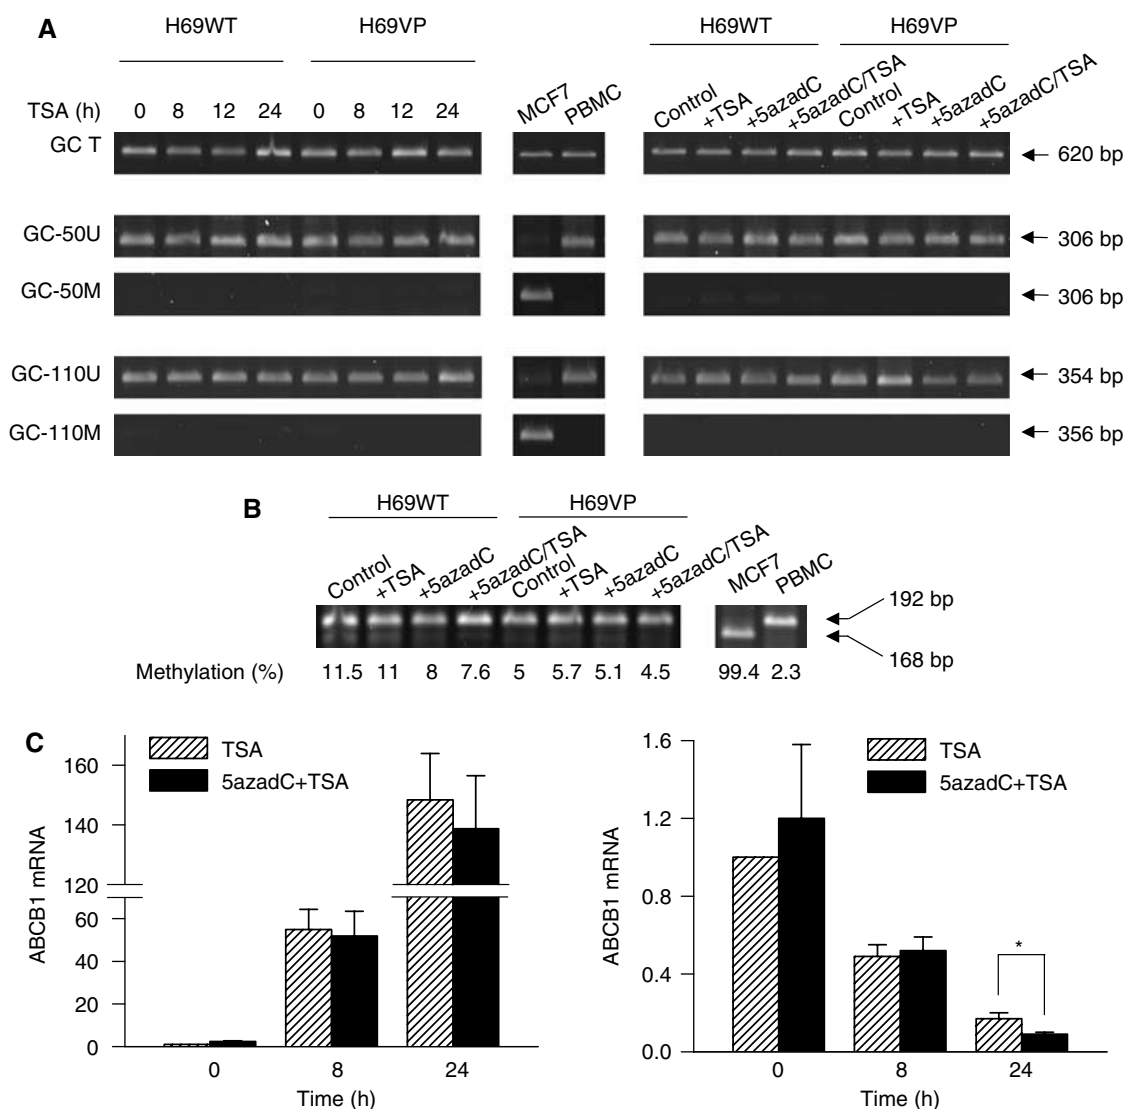 A
H69WT H69VP H69WT H69VP
TSA (h) 0 8 12 24 0 8 12 24 MCF7 PBMC Control +TSA +5azadC +5azadC/TSA Control +TSA +5azadC +5azadC/TSA
GC T 620 bp
GC-50U 306 bp
GC-50M 306 bp
GC-110U 354 bp
GC-110M 356 bp
B
H69WT H69VP
Control +TSA +5azadC +5azadC/TSA Control +TSA +5azadC +5azadC/TSA MCF7 PBMC
192 bp
168 bp
Methylation (%) 11.5 11 8 7.6 5 5.7 5.1 4.5 99.4 2.3
C
TSA
5azadC+TSA
ABCB1 mRNA
160
140
120
60
40
20
0
0 8 24
Time (h)
TSA
5azadC+TSA
ABCB1 mRNA
1.6
1.2
0.8
0.4
0.0
*
0 8 24
Time (h)